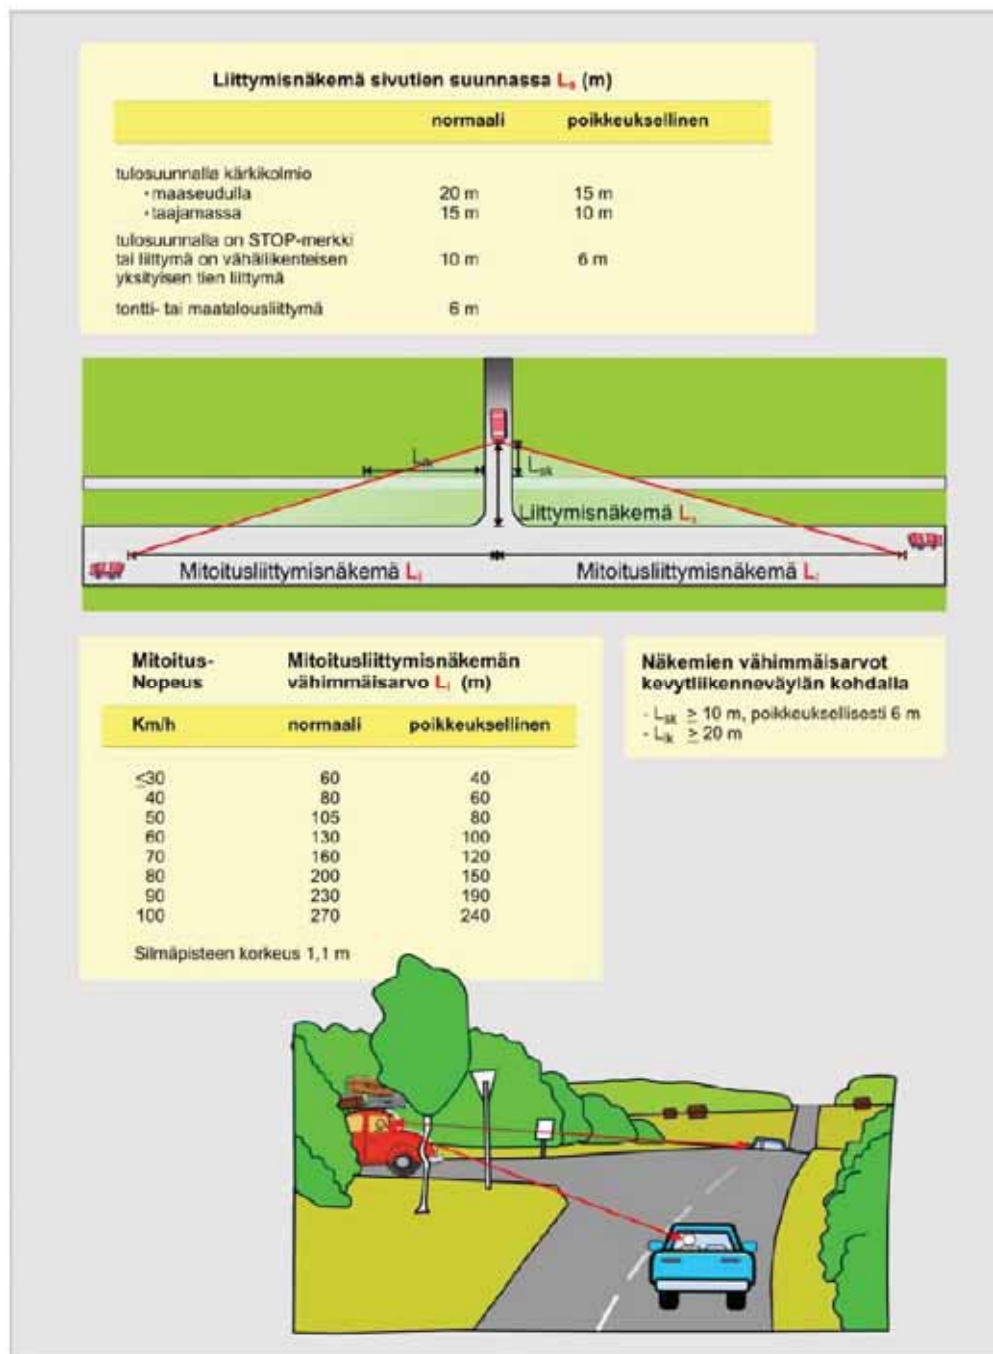 Liittymisnäkemä sivutien suunnassa Ls (m)
normaali poikkeuksellinen
tulosuunnalla kärkikolmio
• maaseudulla 20 m 15 m
• taajamassa 15 m 10 m
tulosuunnalla on STOP-merkki
tai liittymä on vähäliikenteisen 10 m 6 m
yksityisen tien liittymä
tontti- tai maatalousliittymä 6 m
Llk
Lsk
Liittymisnäkemä Ls
Mitoitusliittymisnäkemä Ll Mitoitusliittymisnäkemä Ll
Mitoitus- Mitoitusliittymisnäkemän
Nopeus vähimmäisarvo Ll (m)
Km/h normaali poikkeuksellinen
≤30 60 40
40 80 60
50 105 80
60 130 100
70 160 120
80 200 150
90 230 190
100 270 240
Silmäpisteen korkeus 1,1 m
Näkemien vähimmäisarvot
kevytliikenneväylän kohdalla
- Lsk ≥ 10 m, poikkeuksellisesti 6 m
- Llk ≥ 20 m